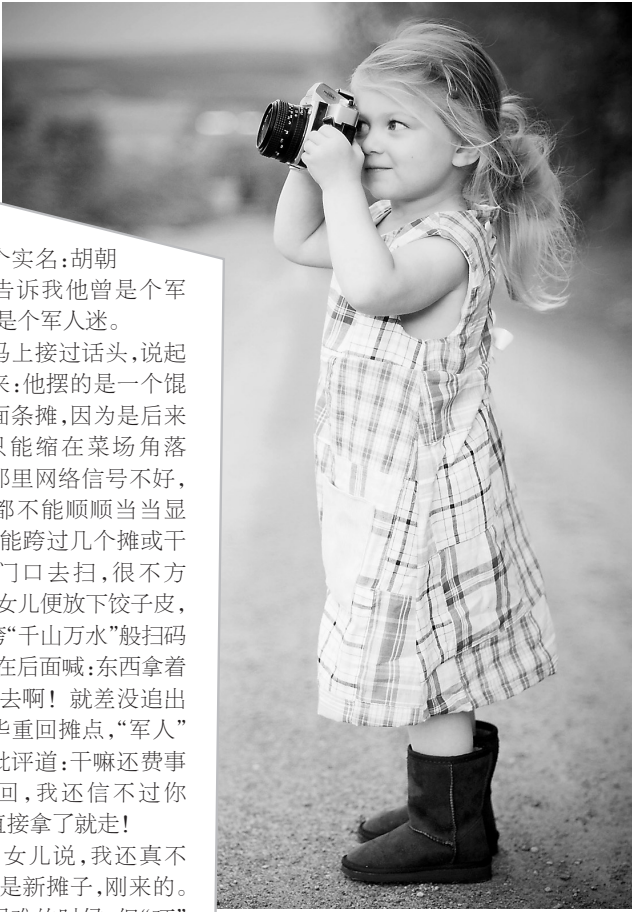 个实名:胡朝
告诉我他曾是个军
是个军人迷。
马上接过话头,说起
来:他摆的是一个馄
面条摊,因为是后来
只能缩在菜场角落
那里网络信号不好,
都不能顺顺当当显
能跨过几个摊或干
门口去扫,很不方
女儿便放下饺子皮,
跨“千山万水”般扫码
在后面喊:东西拿着
去啊! 就差没追出
毕重回摊点,“军人”
批评道:干嘛还费事
回,我还信不过你
直接拿了就走!
女儿说,我还真不
是新摊子,刚来的。